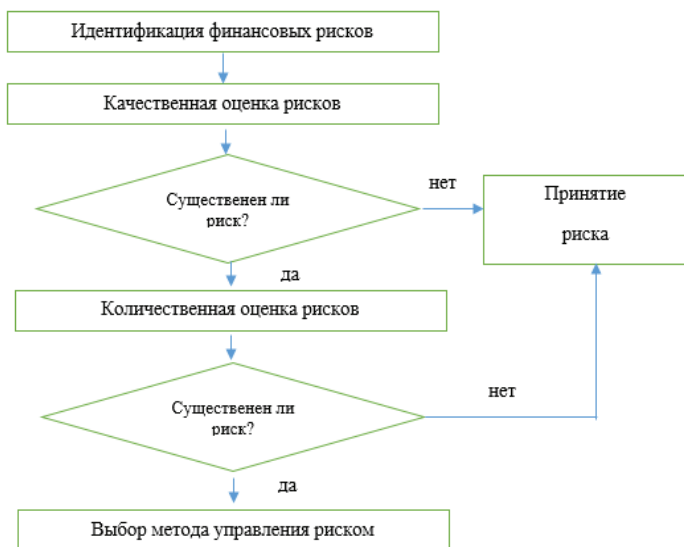 Идентификация финансовых рисков
Качественная оценка рисков
Существенен ли
риск?
нет
Принятие
риска
да
Количественная оценка рисков
Существенен ли
риск?
нет
да
Выбор метода управления риском